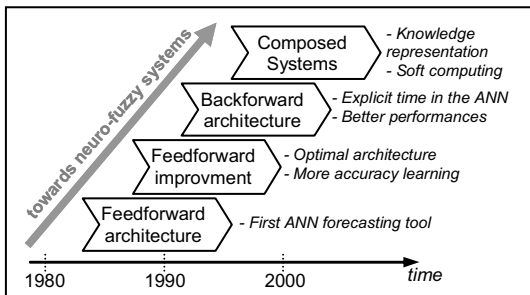 Composed
Systems
- Knowledge
representation
- Soft computing
Backforward
architecture
- Explicit time in the ANN
- Better performances
Feedforward
improvment
- Optimal architecture
- More accuracy learning
Feedforward
architecture
- First ANN forecasting tool
towards neuro-fuzzy systems
1980
1990
2000
time